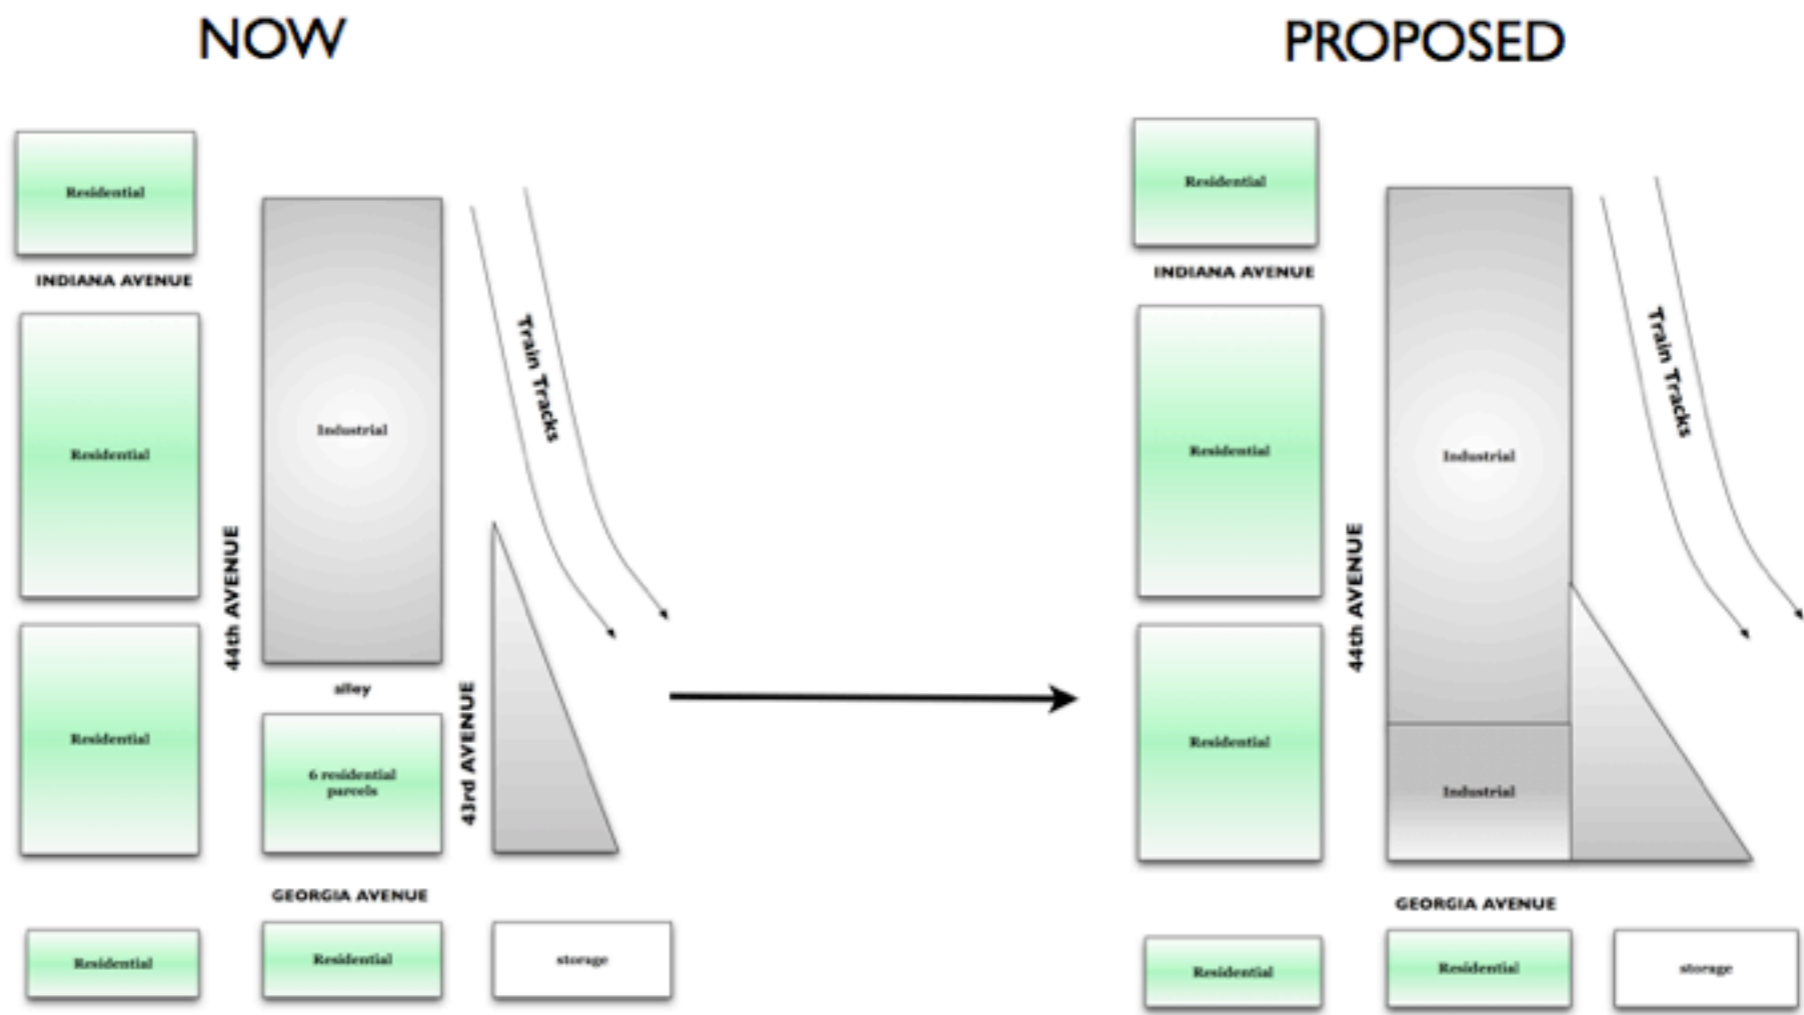 NOW
Residential
INDIANA AVENUE
Residential
Residential
44th AVENUE
Industrial
Train Tracks
alley
6 residential
parcels
43rd AVENUE
GEORGIA AVENUE
Residential
Residential
storage
PROPOSED
Residential
INDIANA AVENUE
Residential
Residential
44th AVENUE
Industrial
Train Tracks
Industrial
GEORGIA AVENUE
Residential
Residential
storage